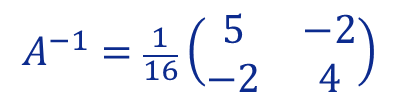 A⁻¹ = 1/16 (5 −2
−2 4)